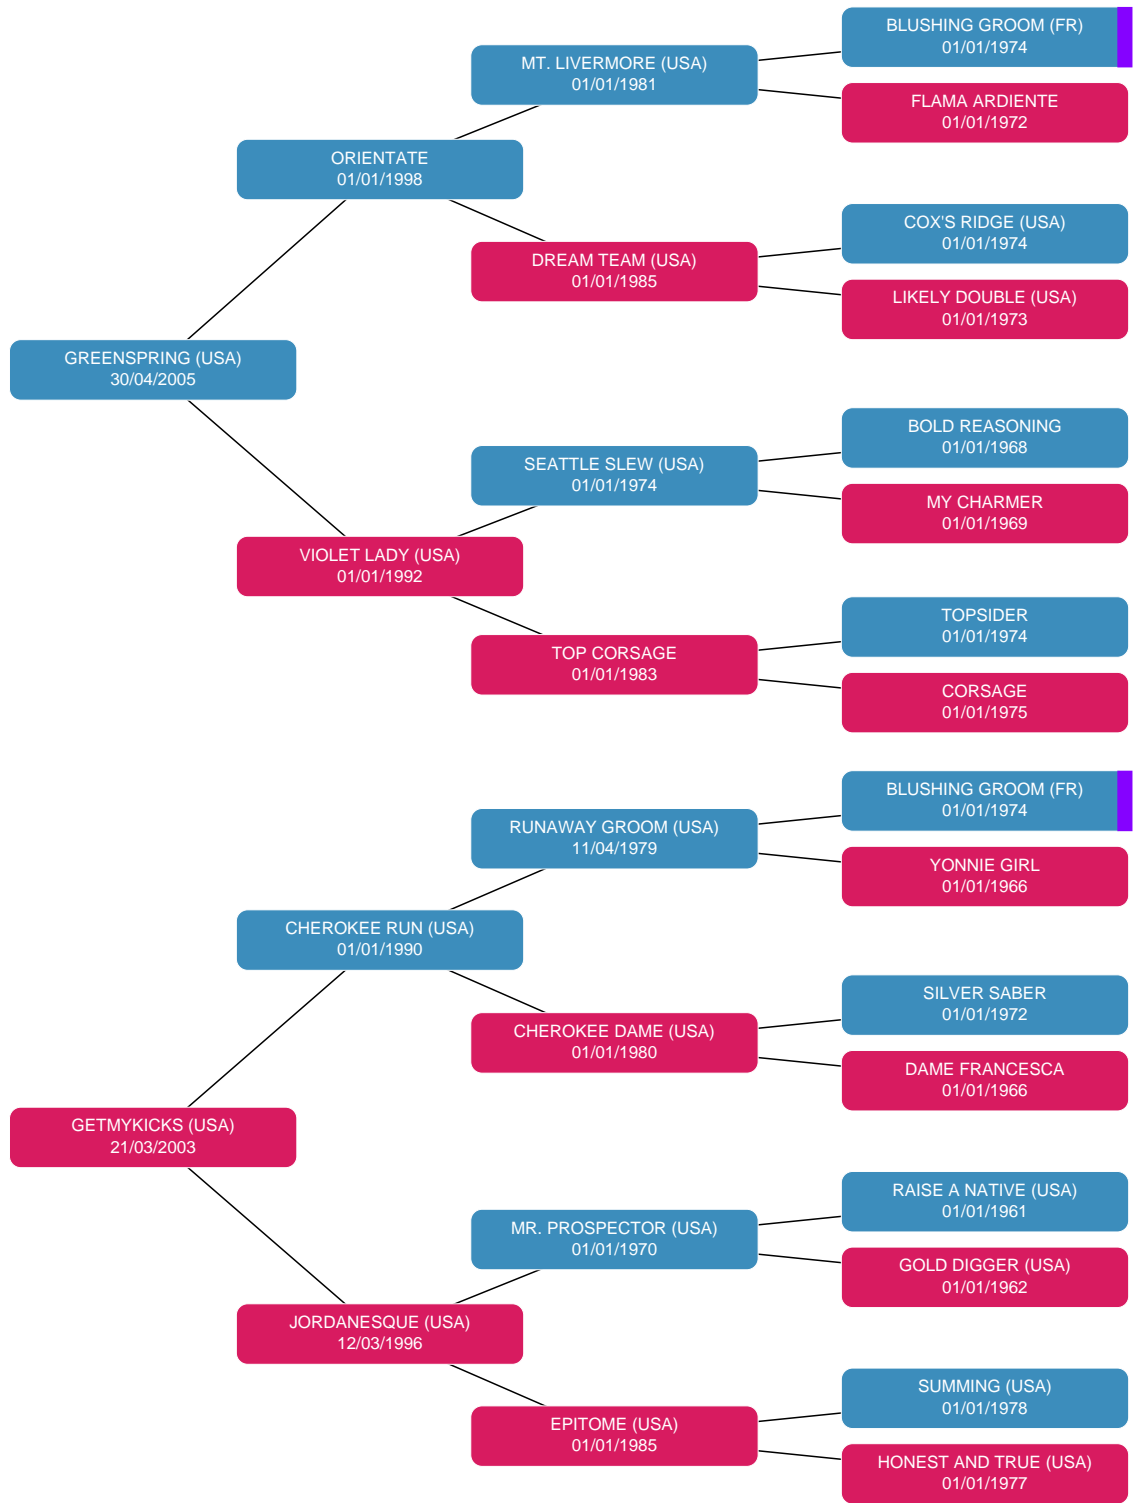 BLUSHING GROOM (FR)
01/01/1974
MT. LIVERMORE (USA)
01/01/1981
FLAMA ARDIENTE
01/01/1972
ORIENTATE
01/01/1998
COX'S RIDGE (USA)
01/01/1974
DREAM TEAM (USA)
01/01/1985
LIKELY DOUBLE (USA)
01/01/1973
GREENSPRING (USA)
30/04/2005
BOLD REASONING
01/01/1968
SEATTLE SLEW (USA)
01/01/1974
MY CHARMER
01/01/1969
VIOLET LADY (USA)
01/01/1992
TOPSIDER
01/01/1974
TOP CORSAGE
01/01/1983
CORSAGE
01/01/1975
BLUSHING GROOM (FR)
01/01/1974
RUNAWAY GROOM (USA)
11/04/1979
YONNIE GIRL
01/01/1966
CHEROKEE RUN (USA)
01/01/1990
SILVER SABER
01/01/1972
CHEROKEE DAME (USA)
01/01/1980
DAME FRANCESCA
01/01/1966
GETMYKICKS (USA)
21/03/2003
RAISE A NATIVE (USA)
01/01/1961
MR. PROSPECTOR (USA)
01/01/1970
GOLD DIGGER (USA)
01/01/1962
JORDANESQUE (USA)
12/03/1996
SUMMING (USA)
01/01/1978
EPITOME (USA)
01/01/1985
HONEST AND TRUE (USA)
01/01/1977